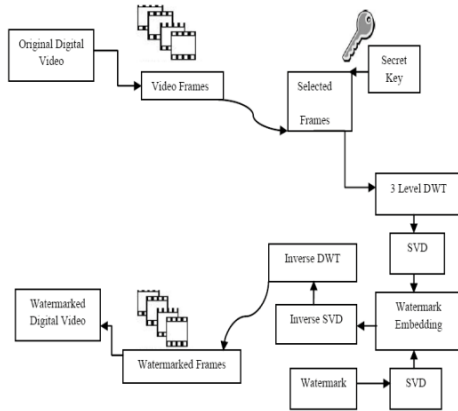 Original Digital
Video
Video Frames
Selected
Frames
Secret
Key
3 Level DWT
SVD
Inverse DWT
Watermarked
Digital Video
Inverse SVD
Watermark
Embedding
Watermarked Frames
Watermark
SVD